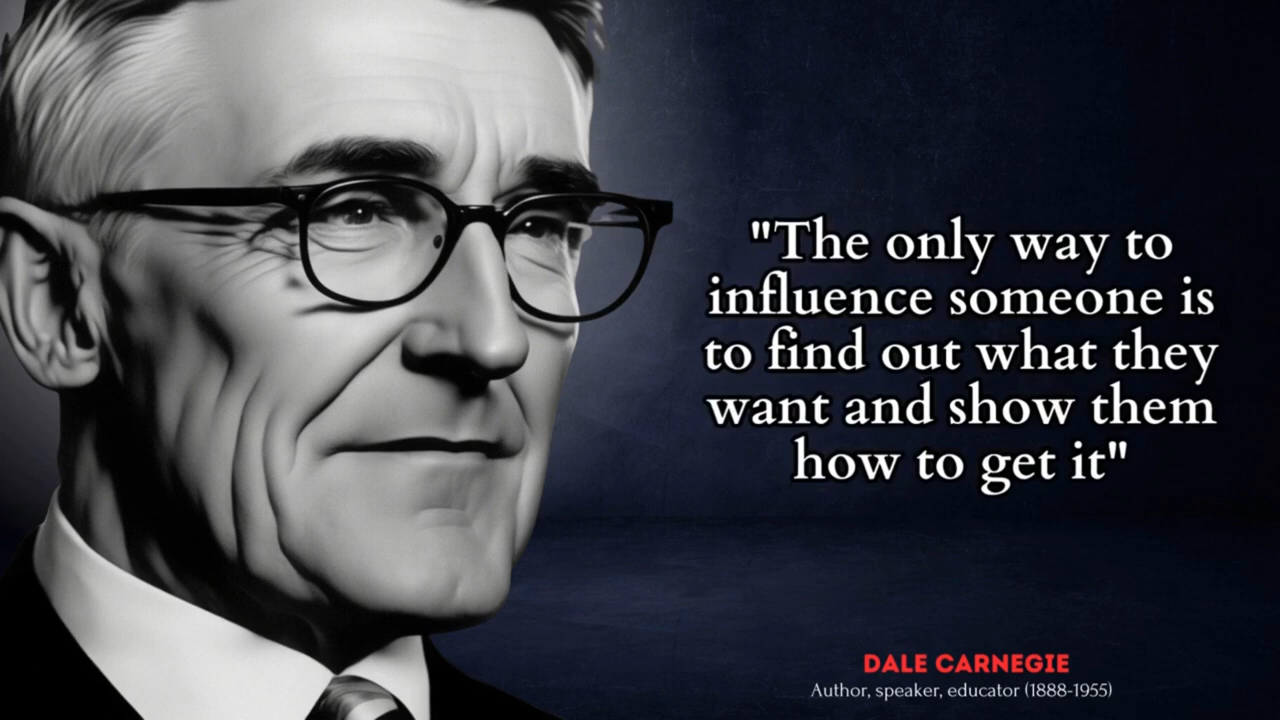 "The only way to
influence someone is
to find out what they
want and show them
how to get it"
DALE CARNEGIE
Author, speaker, educator (1888-1955)